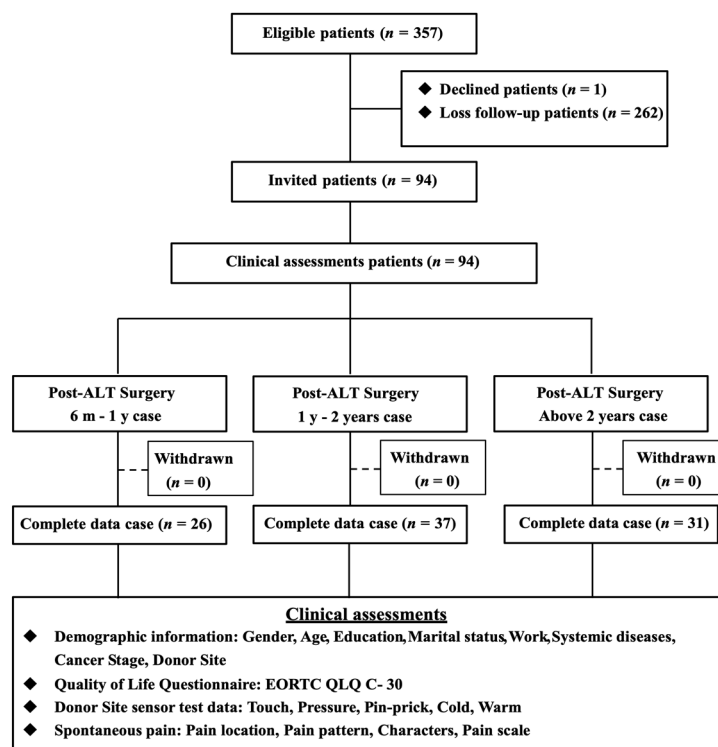 Eligible patients (n = 357)
◆ Declined patients (n = 1)
◆ Loss follow-up patients (n = 262)
Invited patients (n = 94)
Clinical assessments patients (n = 94)
Post-ALT Surgery
6 m - 1 y case
Post-ALT Surgery
1 y - 2 years case
Post-ALT Surgery
Above 2 years case
Withdrawn
(n = 0)
Withdrawn
(n = 0)
Withdrawn
(n = 0)
Complete data case (n = 26)
Complete data case (n = 37)
Complete data case (n = 31)
Clinical assessments
◆ Demographic information: Gender, Age, Education, Marital status, Work, Systemic diseases,
Cancer Stage, Donor Site
◆ Quality of Life Questionnaire: EORTC QLQ C- 30
◆ Donor Site sensor test data: Touch, Pressure, Pin-prick, Cold, Warm
◆ Spontaneous pain: Pain location, Pain pattern, Characters, Pain scale